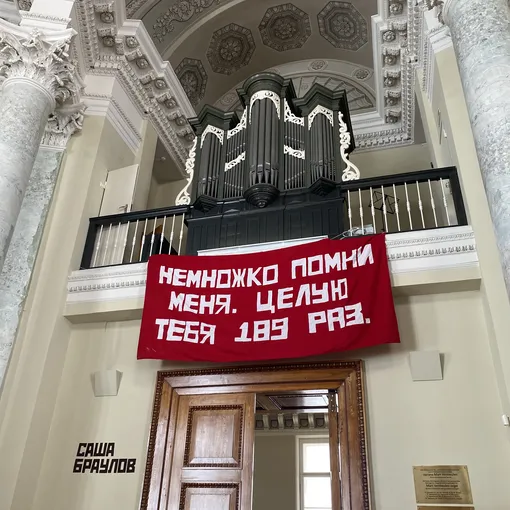 НЕМНОЖКО ПОМНИ
МЕНЯ. ЦЕЛУЮ
ТЕБЯ 189 РАЗ.
САША
БРАУЛОВ